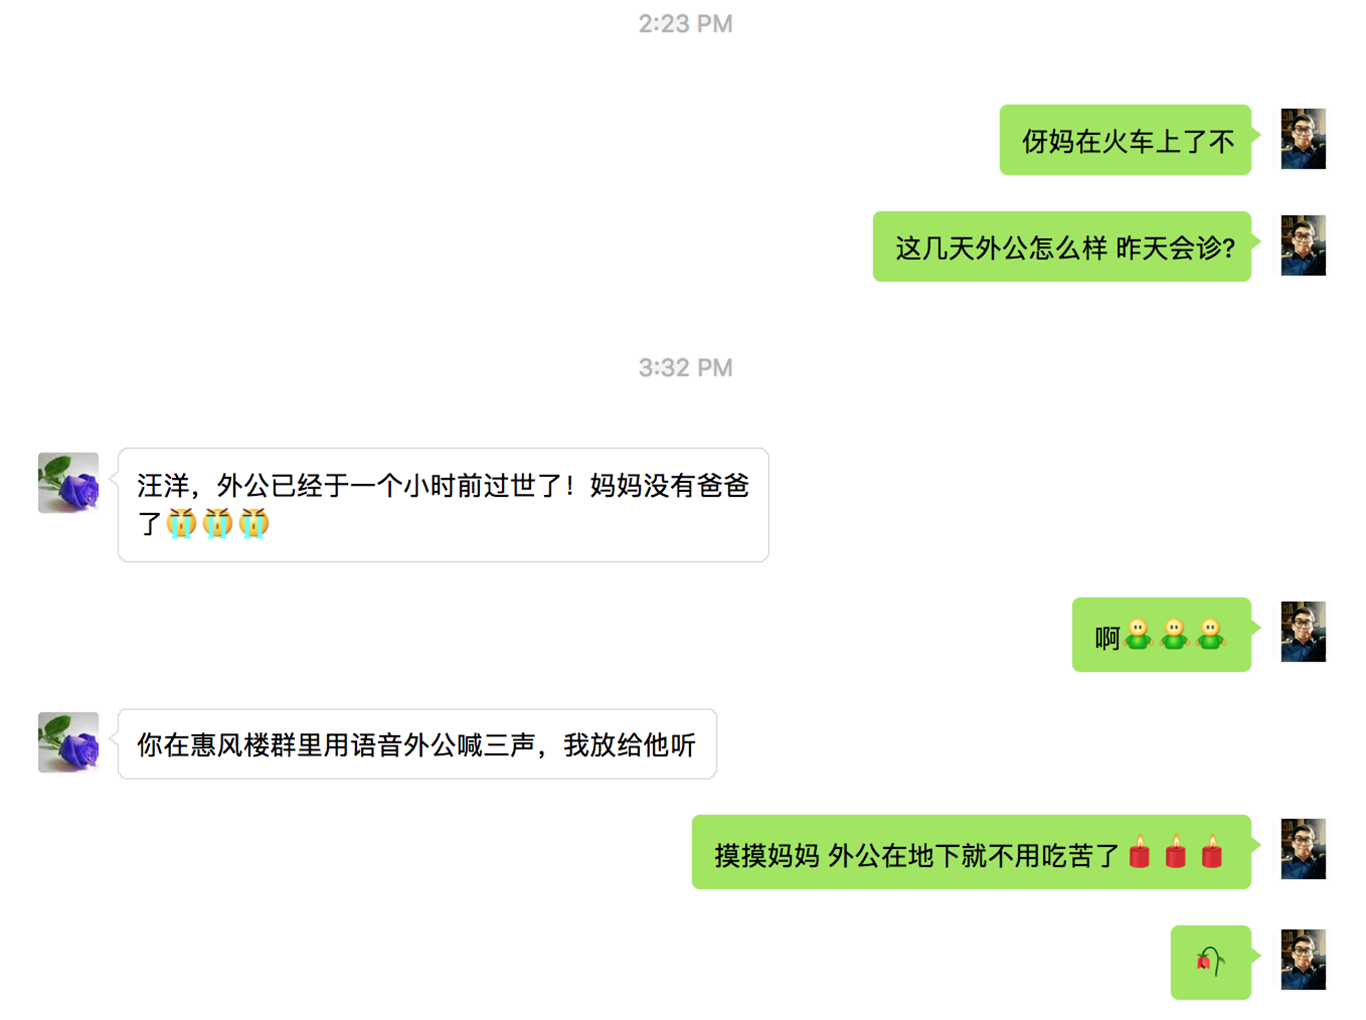 2:23 PM
伢妈在火车上了不
这几天外公怎么样 昨天会诊?
3:32 PM
汪洋，外公已经于一个小时前过世了！妈妈没有爸爸
了😭😭😭
啊
你在惠风楼群里用语音外公喊三声，我放给他听
摸摸妈妈 外公在地下就不用吃苦了🕯🕯🕯
🥀